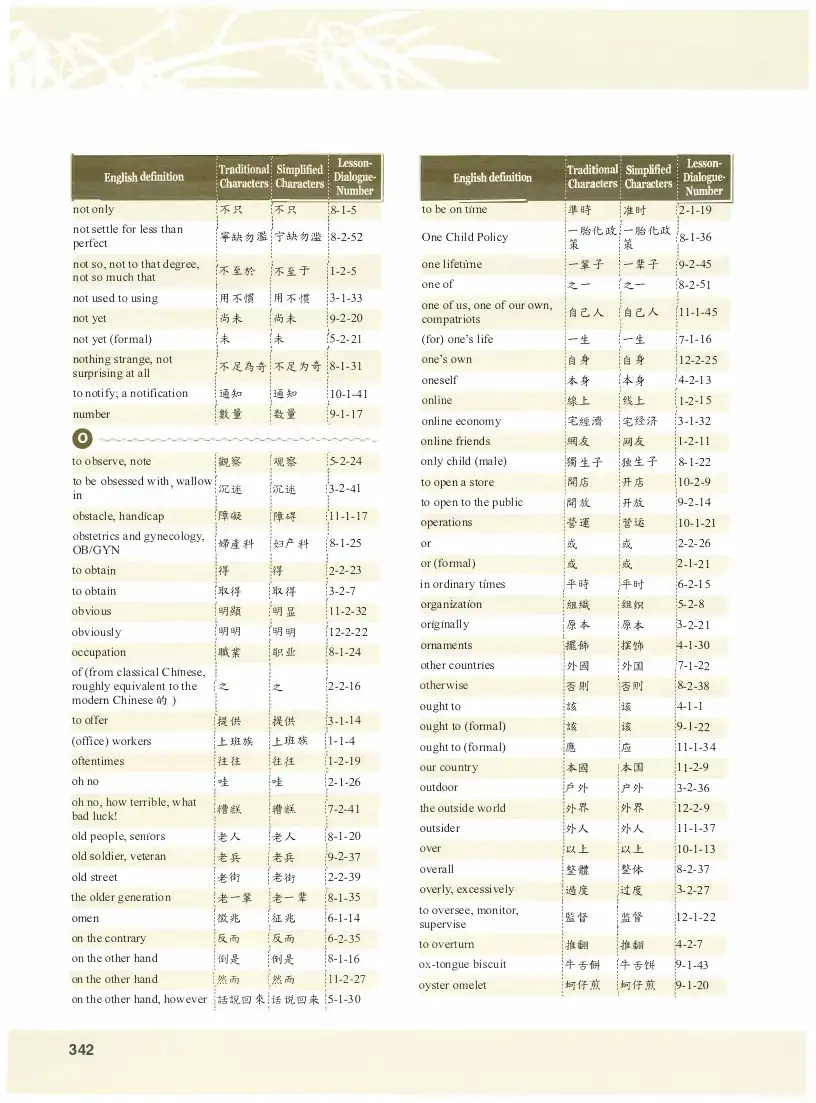 English definition Traditional Characters Simplified Characters Lesson-Dialogue-Number
not only 不只 不只 8-1-5
not settle for less than
perfect 寧缺勿濫 宁缺勿滥 8-2-52
not so, not to that degree,
not so much that 不至於 不至于 1-2-5
not used to using 用不慣 用不惯 3-1-33
not yet 尚未 尚未 9-2-20
not yet (formal) 未 未 5-2-21
nothing strange, not
surprising at all 不足為奇 不足为奇 8-1-31
to notify; a notification 通知 通知 10-1-41
number 數量 数量 9-1-17
O
to observe, note 觀察 观察 5-2-24
to be obsessed with, wallow
in 沉迷 沉迷 3-2-41
obstacle, handicap 障礙 障碍 11-1-17
obstetrics and gynecology,
OB/GYN 婦產科 妇产科 8-1-25
to obtain 得 得 2-2-23
to obtain 取得 取得 3-2-7
obvious 明顯 明显 11-2-32
obviously 明明 明明 12-2-22
occupation 職業 职业 8-1-24
of (from classical Chinese,
roughly equivalent to the
modern Chinese 的 ) 之 之 2-2-16
to offer 提供 提供 3-1-14
(office) workers 上班族 上班族 1-1-4
oftentimes 往往 往往 1-2-19
oh no 哇 哇 2-1-26
oh no, how terrible, what
bad luck! 糟糕 糟糕 7-2-41
old people, seniors 老人 老人 8-1-20
old soldier, veteran 老兵 老兵 9-2-37
old street 老街 老街 2-2-39
the older generation 老一輩 老一辈 8-1-35
omen 徵兆 征兆 6-1-14
on the contrary 反而 反而 6-2-35
on the other hand 倒是 倒是 8-1-16
on the other hand 然而 然而 11-2-27
on the other hand, however 話說回來 话说回来 5-1-30
English definition Traditional Characters Simplified Characters Lesson-Dialogue-Number
to be on time 準時 准时 2-1-19
One Child Policy 一胎化政策 一胎化政策 8-1-36
one lifetime 一輩子 一辈子 9-2-45
one of 之一 之一 8-2-51
one of us, one of our own,
compatriots 自己人 自己人 11-1-45
(for) one's life 一生 一生 7-1-16
one's own 自身 自身 12-2-25
oneself 本身 本身 4-2-13
online 線上 线上 1-2-15
online economy 宅經濟 宅经济 3-1-32
online friends 網友 网友 1-2-11
only child (male) 獨生子 独生子 8-1-22
to open a store 開店 开店 10-2-9
to open to the public 開放 开放 9-2-14
operations 營運 营运 10-1-21
or 或 或 2-2-26
or (formal) 或 或 2-1-21
in ordinary times 平時 平时 6-2-15
organization 組織 组织 5-2-8
originally 原本 原本 3-2-21
ornaments 擺飾 摆饰 4-1-30
other countries 外國 外国 7-1-22
otherwise 否則 否则 8-2-38
ought to 該 该 4-1-1
ought to (formal) 該 该 9-1-22
ought to (formal) 應 应 11-1-34
our country 本國 本国 11-2-9
outdoor 戶外 户外 3-2-36
the outside world 外界 外界 12-2-9
outsider 外人 外人 11-1-37
over 以上 以上 10-1-13
overall 整體 整体 8-2-37
overly, excessively 過度 过度 3-2-27
to oversee, monitor,
supervise 監督 监督 12-1-22
to overturn 推翻 推翻 4-2-7
ox-tongue biscuit 牛舌餅 牛舌饼 9-1-43
oyster omelet 蚵仔煎 蚵仔煎 9-1-20
342